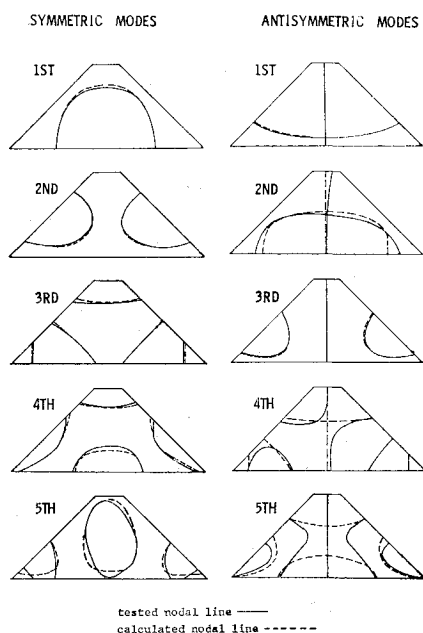 SYMMETRIC MODES
ANTISYMMETRIC MODES
1ST
1ST
2ND
2ND
3RD
3RD
4TH
4TH
5TH
5TH
tested nodal line
calculated nodal line